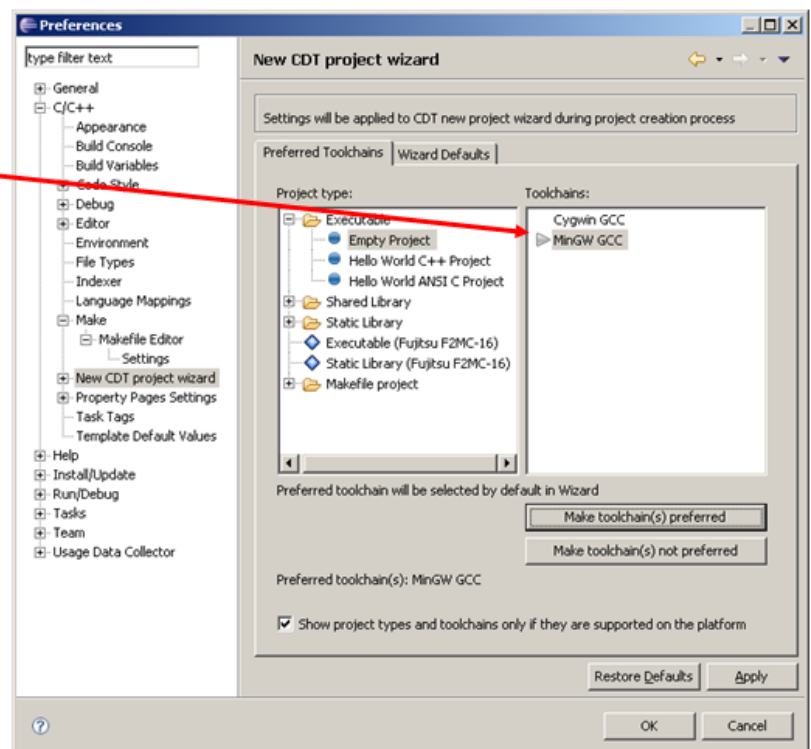 Preferences
type filter text
General
C/C++
Appearance
Build Console
Build Variables
Code Style
Debug
Editor
Environment
File Types
Indexer
Language Mappings
Make
Makefile Editor
Settings
New CDT project wizard
Property Pages Settings
Task Tags
Template Default Values
Help
Install/Update
Run/Debug
Tasks
Team
Usage Data Collector
New CDT project wizard
Settings will be applied to CDT new project wizard during project creation process
Preferred Toolchains
Wizard Defaults
Project type:
Executable
Empty Project
Hello World C++ Project
Hello World ANSI C Project
Shared Library
Static Library
Executable (Fujitsu F2MC-16)
Static Library (Fujitsu F2MC-16)
Makefile project
Toolchains:
Cygwin GCC
MinGW GCC
Preferred toolchain will be selected by default in Wizard
Make toolchain(s) preferred
Make toolchain(s) not preferred
Preferred toolchain(s): MinGW GCC
Show project types and toolchains only if they are supported on the platform
Restore Defaults
Apply
OK
Cancel